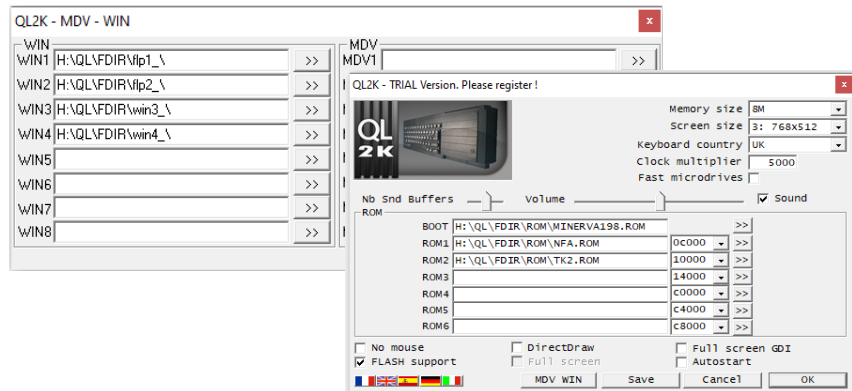 QL2K - MDV - WIN
x
WIN
WIN1 H:\QL\FDIR\flp1_\ >>
WIN2 H:\QL\FDIR\flp2_\ >>
WIN3 H:\QL\FDIR\win3_\ >>
WIN4 H:\QL\FDIR\win4_\ >>
WIN5 >>
WIN6 >>
WIN7 >>
WIN8 >>
MDV
MDV1 >>
QL2K - TRIAL Version. Please register !
x
QL
2K
Memory size 8M
Screen size 3: 768x512
Keyboard country UK
Clock multiplier 5000
Fast microdrives
Nb Snd Buffers Volume Sound
ROM
BOOT H:\QL\FDIR\ROM\MINERVA198.ROM >>
ROM1 H:\QL\FDIR\ROM\NFA.ROM 0C000 >>
ROM2 H:\QL\FDIR\ROM\TK2.ROM 10000 >>
ROM3 14000 >>
ROM4 C0000 >>
ROM5 C4000 >>
ROM6 C8000 >>
No mouse DirectDraw Full screen GDI
FLASH support Full screen Autostart
MDV WIN Save Cancel OK